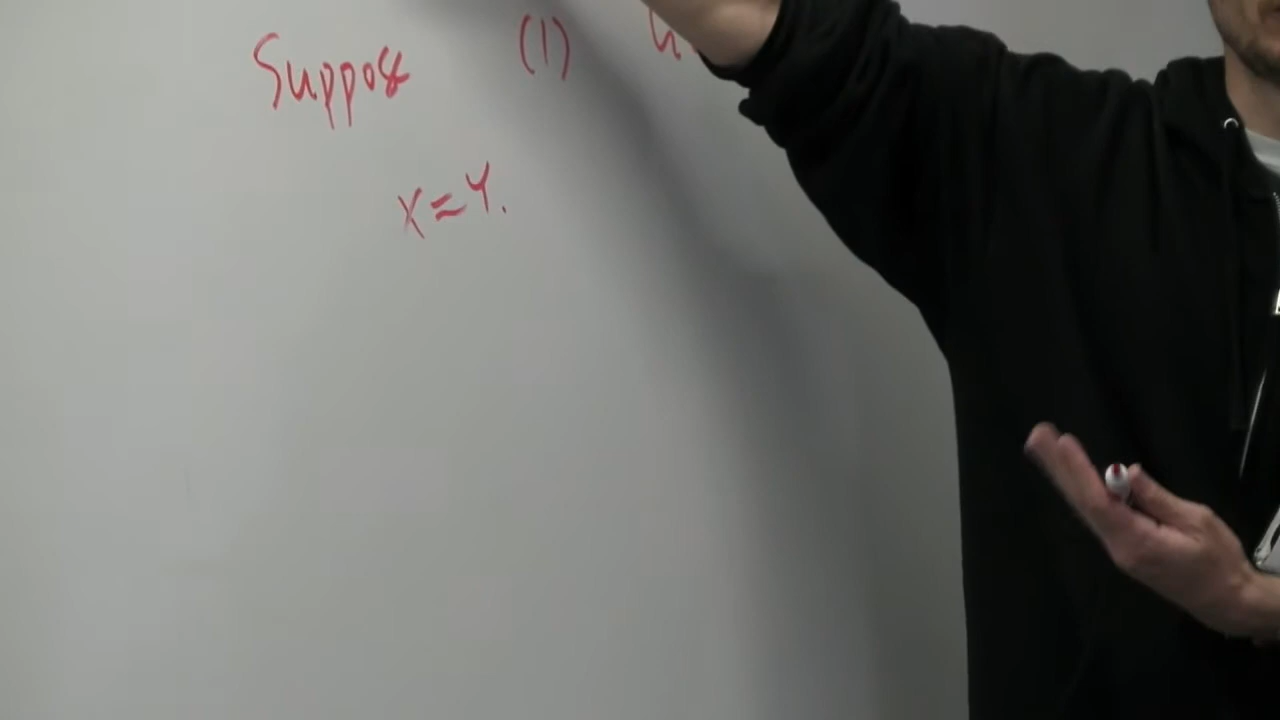 Suppose (1)
X = Y.